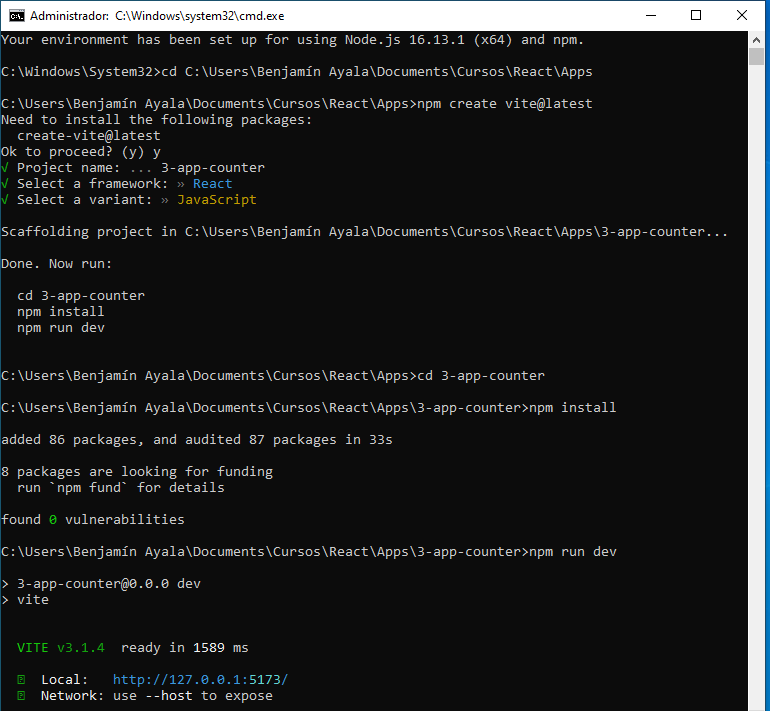 Administrador: C:\Windows\system32\cmd.exe
Your environment has been set up for using Node.js 16.13.1 (x64) and npm.
C:\Windows\System32>cd C:\Users\Benjamín Ayala\Documents\Cursos\React\Apps
C:\Users\Benjamín Ayala\Documents\Cursos\React\Apps>npm create vite@latest
Need to install the following packages:
  create-vite@latest
Ok to proceed? (y) y
√ Project name: ... 3-app-counter
√ Select a framework: » React
√ Select a variant: » JavaScript
Scaffolding project in C:\Users\Benjamín Ayala\Documents\Cursos\React\Apps\3-app-counter...
Done. Now run:
  cd 3-app-counter
  npm install
  npm run dev
C:\Users\Benjamín Ayala\Documents\Cursos\React\Apps>cd 3-app-counter
C:\Users\Benjamín Ayala\Documents\Cursos\React\Apps\3-app-counter>npm install
added 86 packages, and audited 87 packages in 33s
8 packages are looking for funding
  run `npm fund` for details
found 0 vulnerabilities
C:\Users\Benjamín Ayala\Documents\Cursos\React\Apps\3-app-counter>npm run dev
> 3-app-counter@0.0.0 dev
> vite
  VITE v3.1.4  ready in 1589 ms
  Local:   http://127.0.0.1:5173/
  Network: use --host to expose